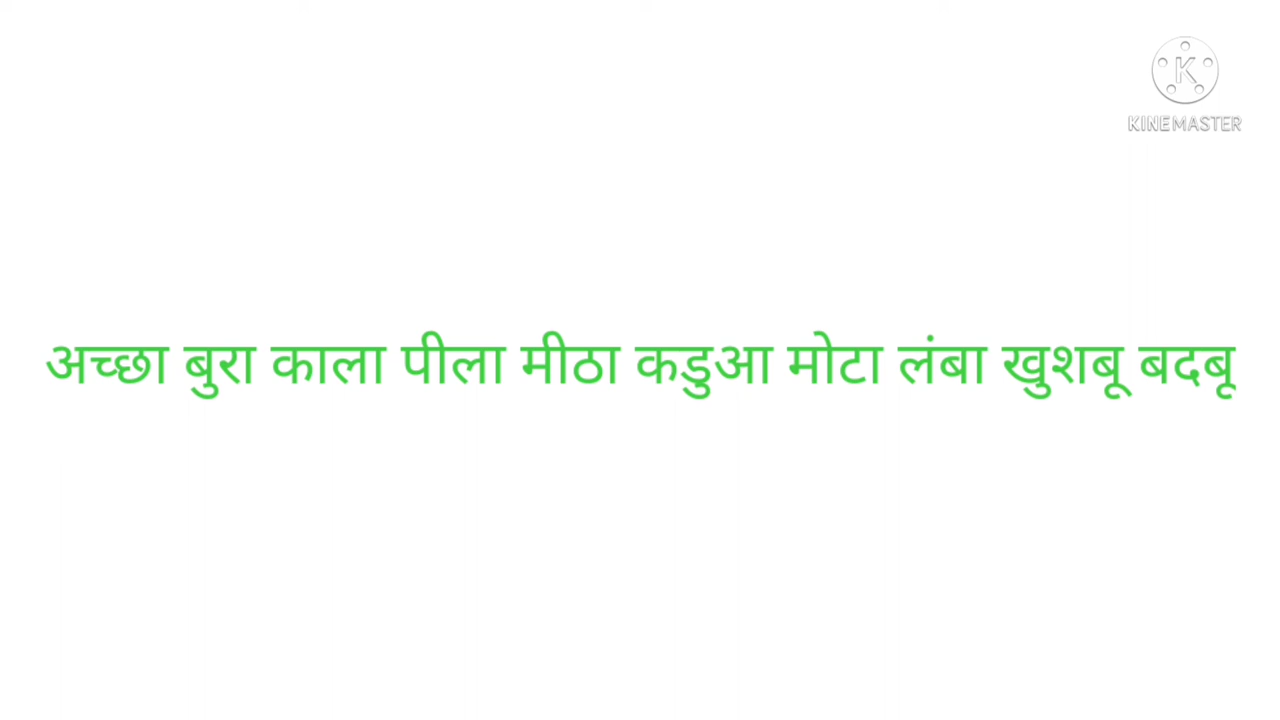 KINEMASTER
अच्छा बुरा काला पीला मीठा कडुआ मोटा लंबा खुशबू बदबू